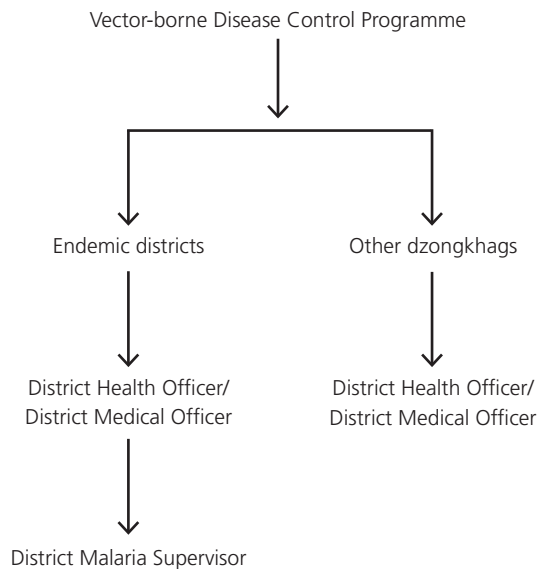 Vector-borne Disease Control Programme
Endemic districts
Other dzongkhags
District Health Officer/
District Medical Officer
District Health Officer/
District Medical Officer
District Malaria Supervisor